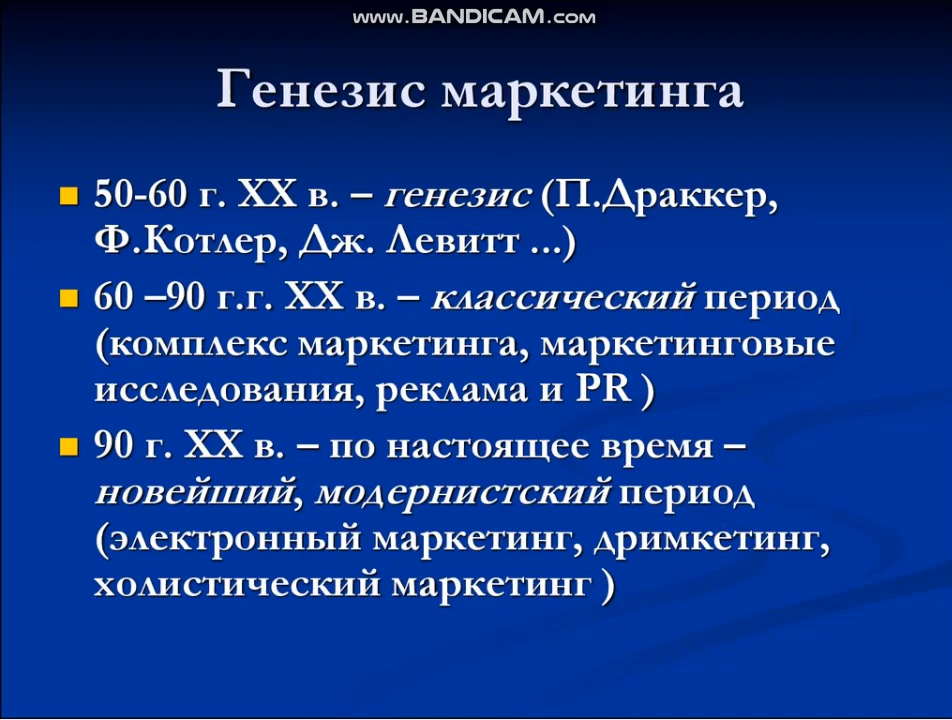 www.BANDICAM.com
Генезис маркетинга
50-60 г. XX в. – генезис (П.Драккер,
Ф.Котлер, Дж. Левитт ...)
60 –90 г.г. XX в. – классический период
(комплекс маркетинга, маркетинговые
исследования, реклама и PR )
90 г. XX в. – по настоящее время –
новейший, модернистский период
(электронный маркетинг, дримкетинг,
холистический маркетинг )